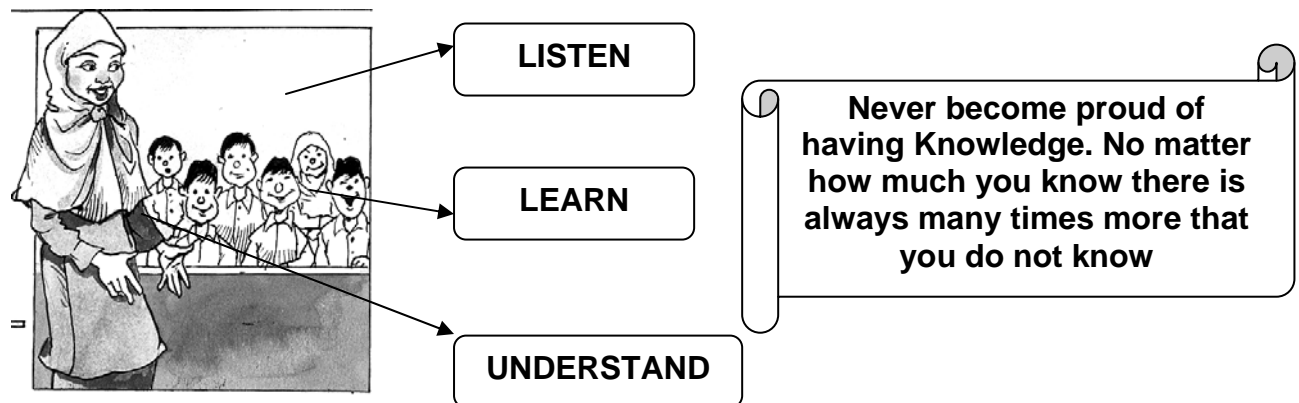 LISTEN
LEARN
UNDERSTAND
Never become proud of
having Knowledge. No matter
how much you know there is
always many times more that
you do not know